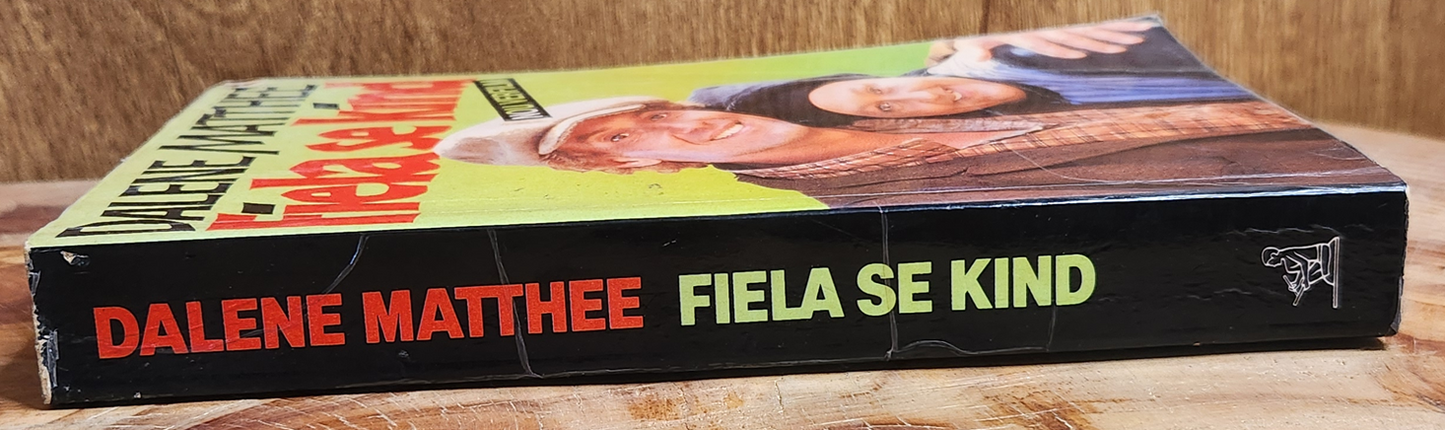 DALENE MATTHEE
Fiela se kind
DALENE MATTHEE FIELA SE KIND